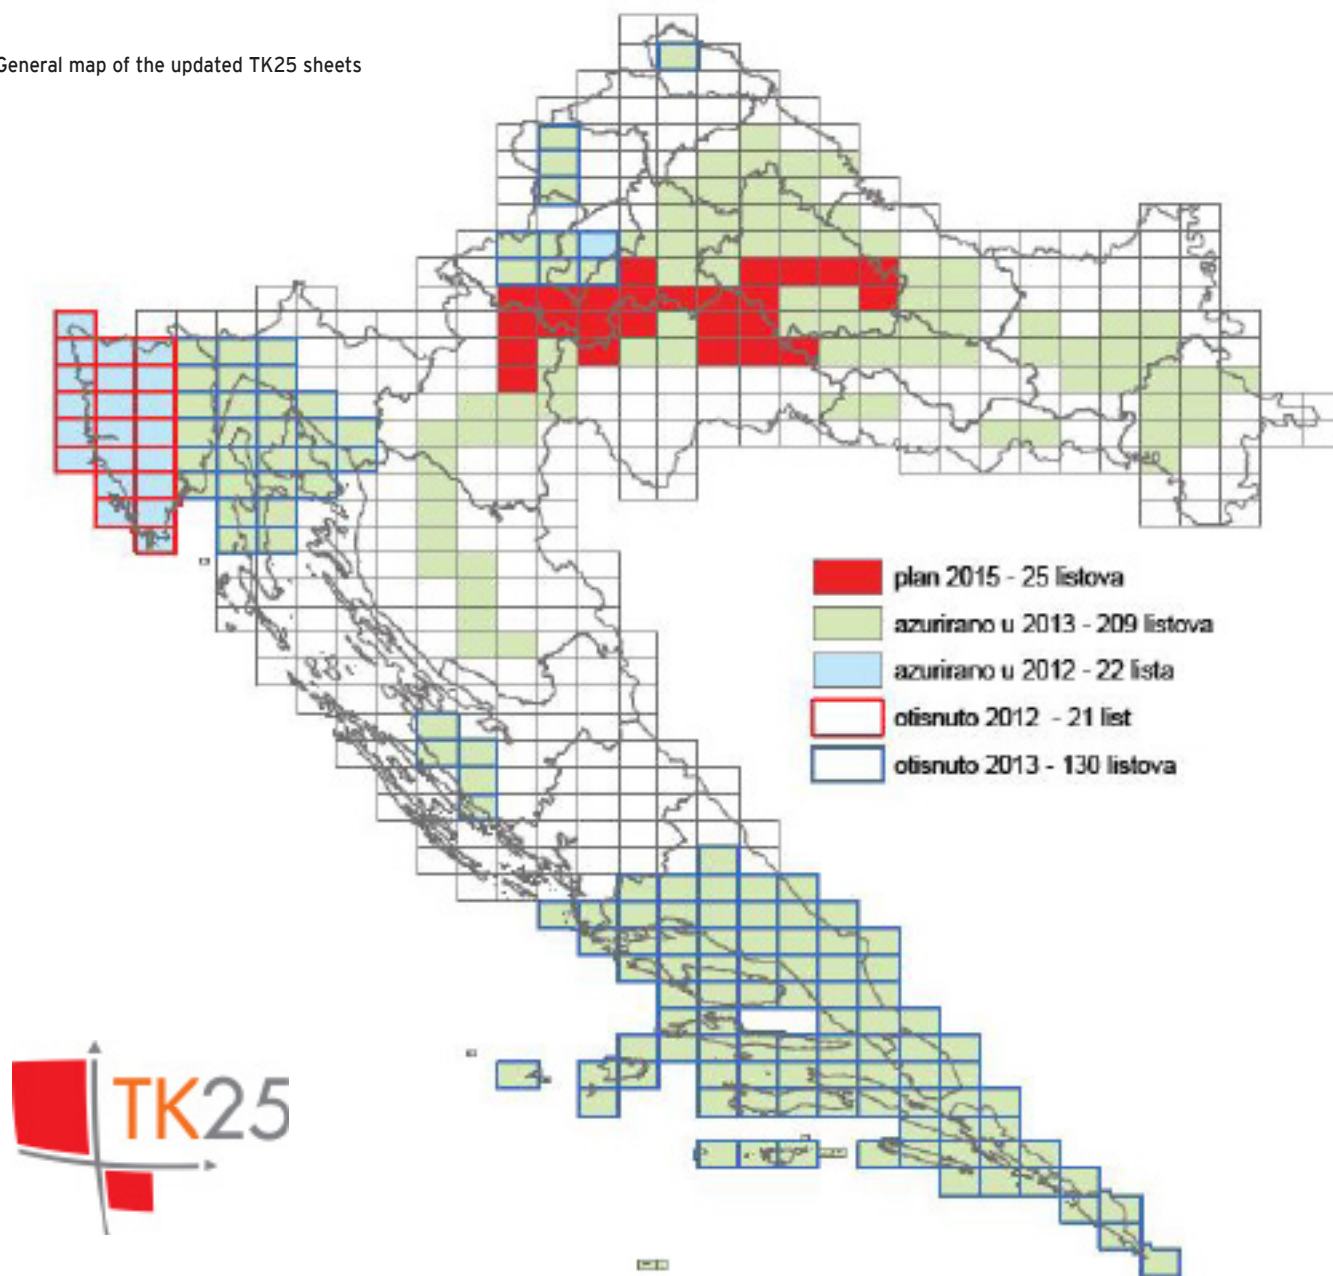 General map of the updated TK25 sheets
plan 2015 - 25 listova
azurirano u 2013 - 209 listova
azurirano u 2012 - 22 lista
otisnuto 2012 - 21 list
otisnuto 2013 - 130 listova
TK25